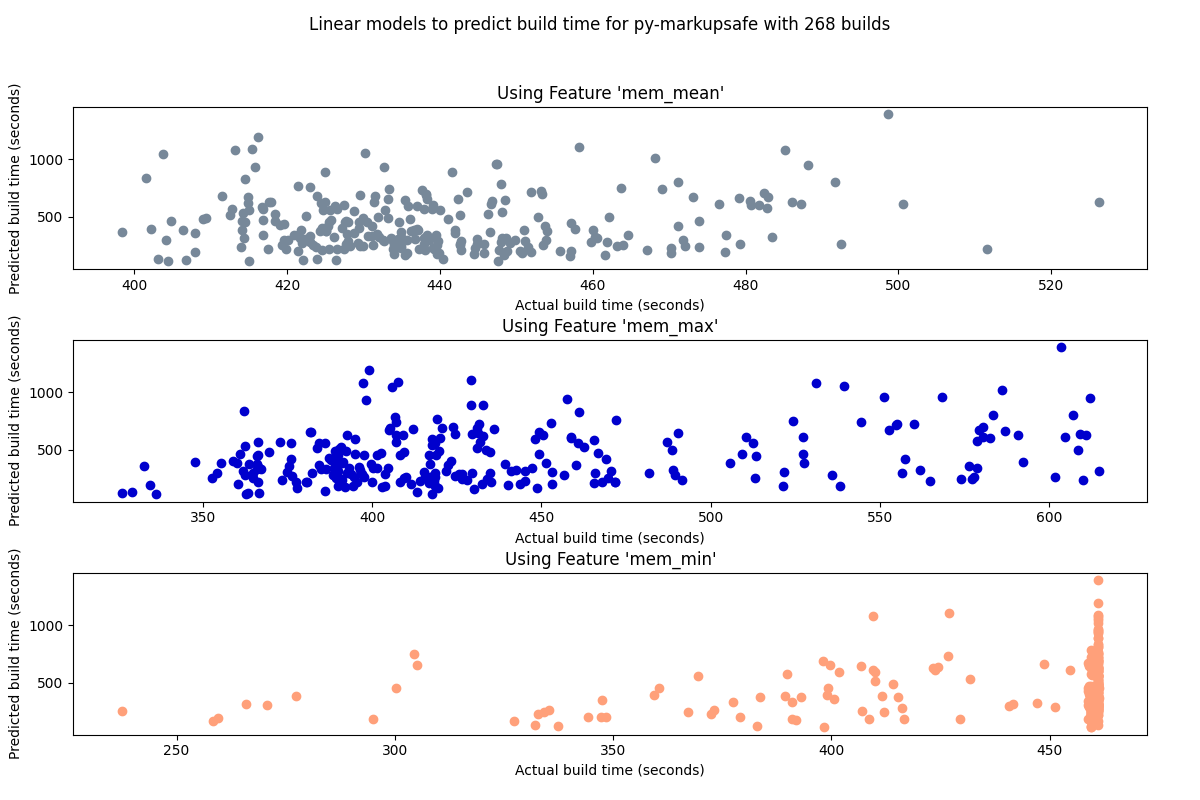 Linear models to predict build time for py-markupsafe with 268 builds
Using Feature 'mem_mean'
Predicted build time (seconds)
1000
500
400 420 440 460 480 500 520
Actual build time (seconds)
Using Feature 'mem_max'
Predicted build time (seconds)
1000
500
350 400 450 500 550 600
Actual build time (seconds)
Using Feature 'mem_min'
Predicted build time (seconds)
1000
500
250 300 350 400 450
Actual build time (seconds)